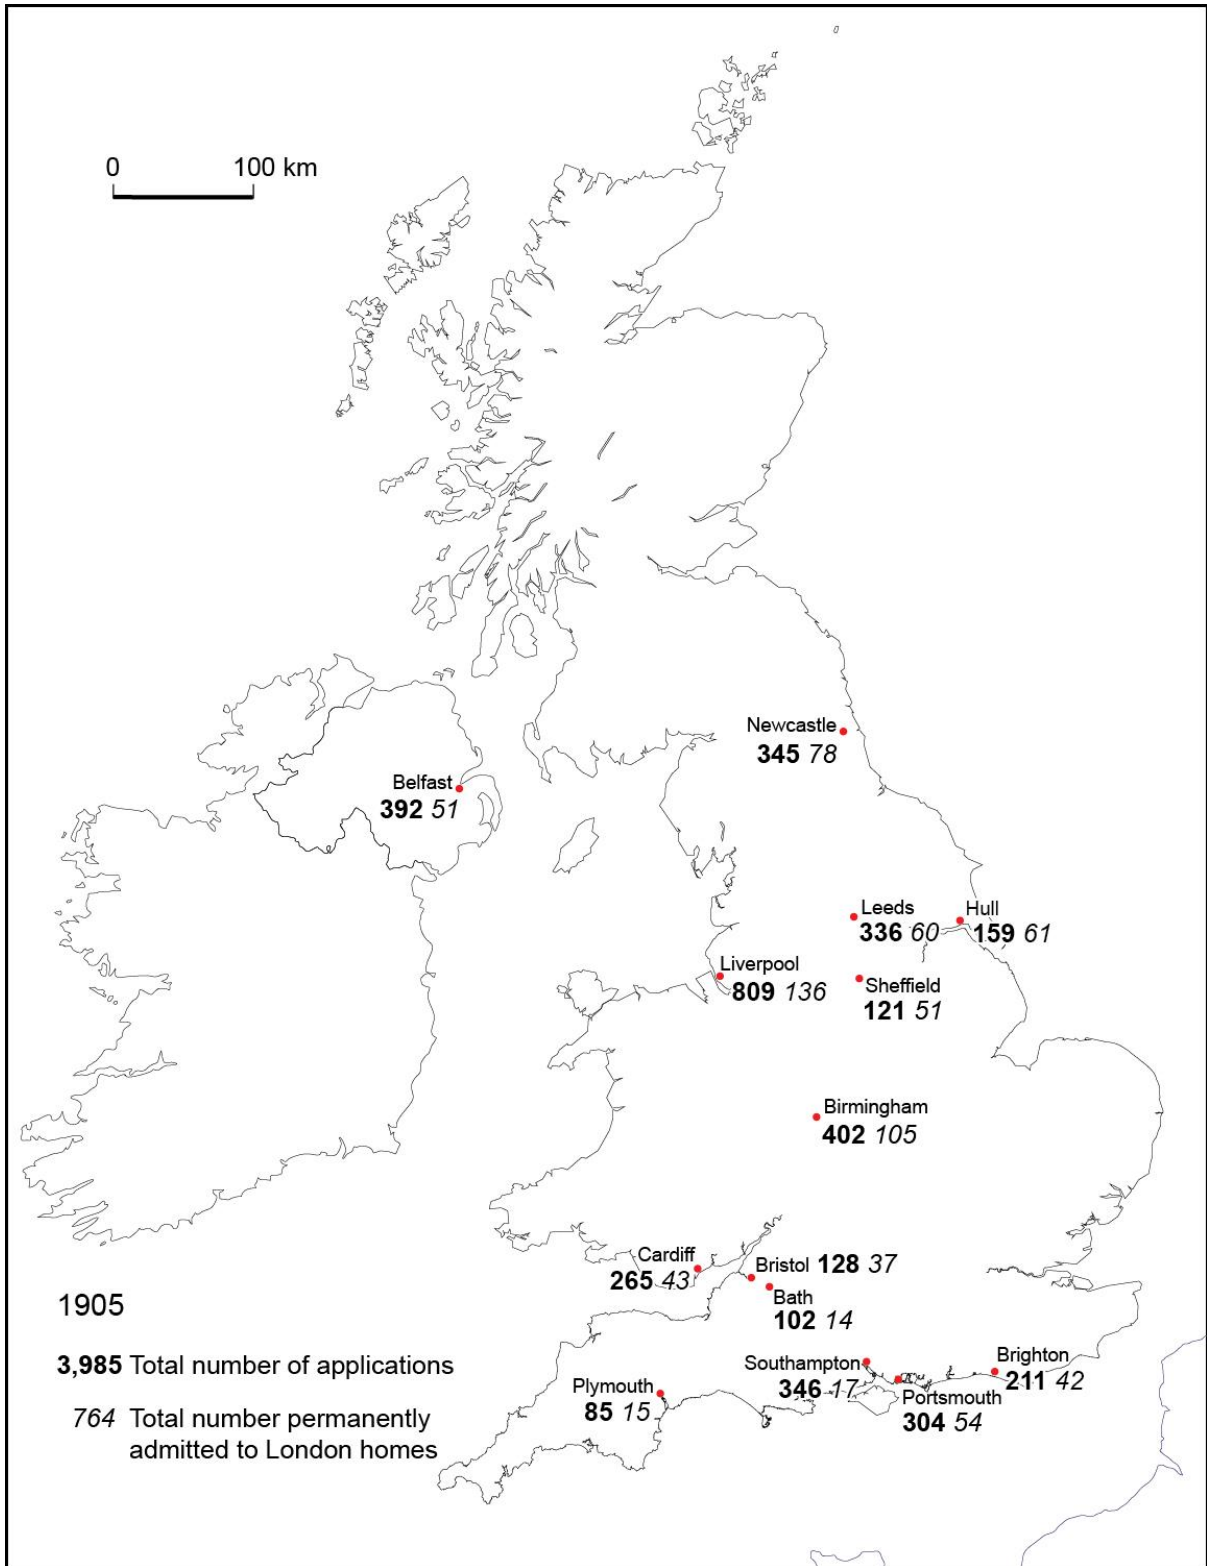 0 100 km
Newcastle
345 78
Belfast
392 51
Leeds
336 60
Hull
159 61
Liverpool
809 136
Sheffield
121 51
Birmingham
402 105
Cardiff
265 43
Bristol 128 37
Bath
102 14
Southampton
346 17
Brighton
211 42
Portsmouth
304 54
Plymouth
85 15
1905
3,985 Total number of applications
764 Total number permanently
admitted to London homes